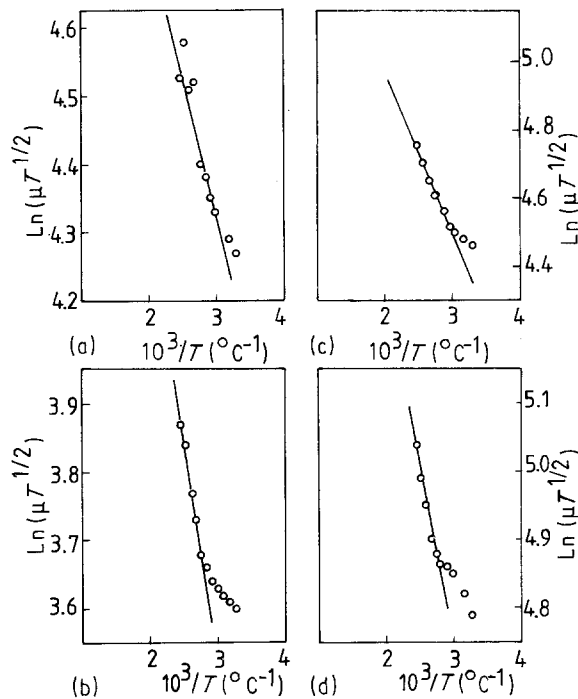 4.6
4.5
4.4
4.3
4.2
Ln (μT^1/2)
2 3 4
(a) 10^3/T (°C^-1)
5.0
4.8
4.6
4.4
Ln (μT^1/2)
2 3 4
(c) 10^3/T (°C^-1)
3.9
3.8
3.7
3.6
Ln (μT^1/2)
2 3 4
(b) 10^3/T (°C^-1)
5.1
5.0
4.9
4.8
Ln (μT^1/2)
2 3 4
(d) 10^3/T (°C^-1)